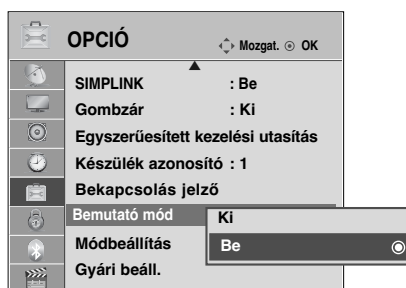 OPCIÓ Mozgat. OK
SIMPLINK : Be
Gombzár : Ki
Egyszerűesített kezelési utasítás
Készülék azonosító : 1
Bekapcsolás jelző
Bemutató mód
Ki
Be
Módbeállítás
Gyári beáll.